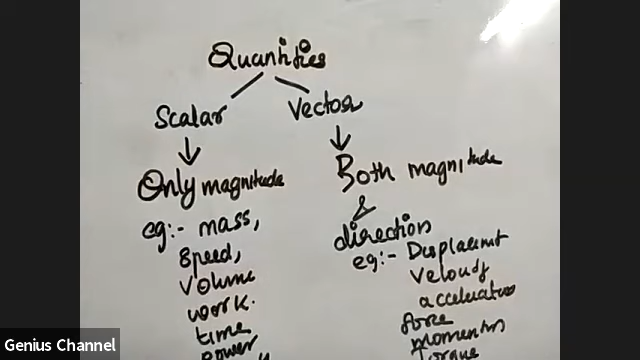 Quantities
Scalar Vector
Only magnitude
Both magnitude
&
direction
eg:- mass,
speed,
volume
work.
time
power
eg:- Displacement
Velocity
acceleration
force
momentum
Torque
Genius Channel